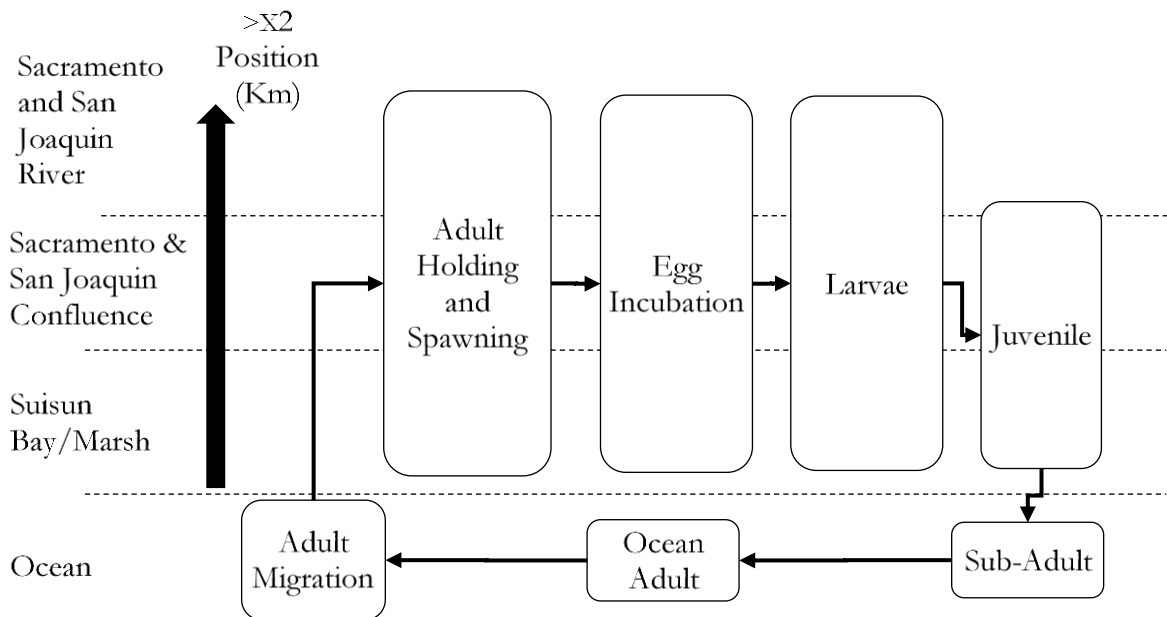 >X2
Position
(Km)
Sacramento
and San
Joaquin
River
Sacramento &
San Joaquin
Confluence
Suisun
Bay/Marsh
Ocean
Adult
Holding
and
Spawning
Egg
Incubation
Larvae
Juvenile
Adult
Migration
Ocean
Adult
Sub-Adult